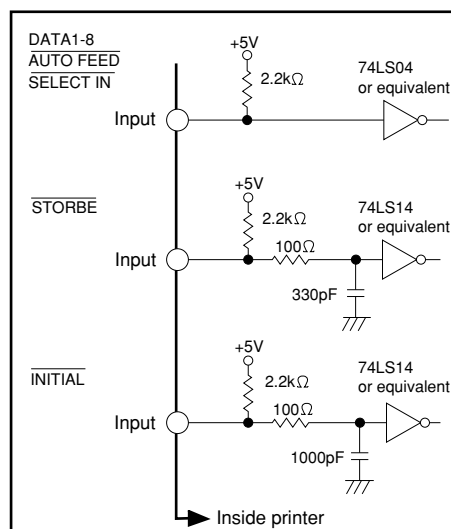 DATA1-8
AUTO FEED
SELECT IN
+5V
2.2kΩ
74LS04
or equivalent
Input
STORBE
+5V
2.2kΩ
100Ω
74LS14
or equivalent
Input
330pF
INITIAL
+5V
2.2kΩ
100Ω
74LS14
or equivalent
Input
1000pF
Inside printer